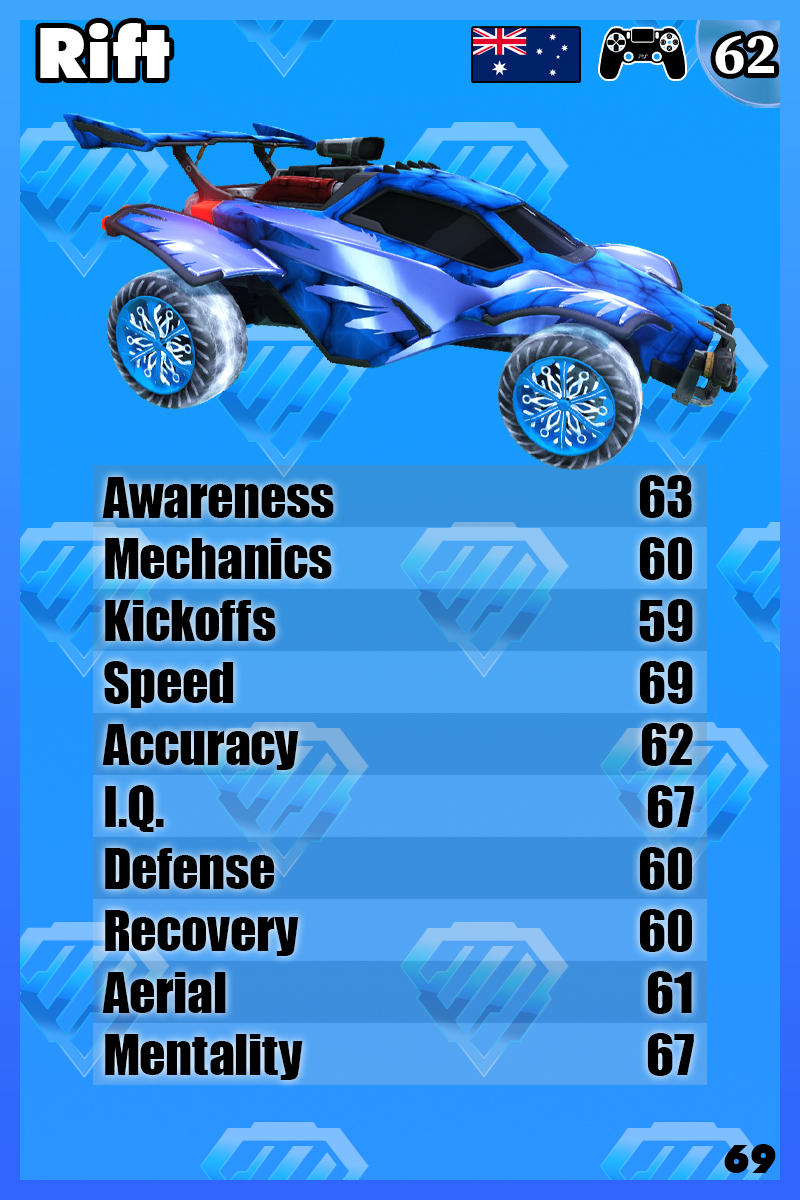 Rift 62
Awareness 63
Mechanics 60
Kickoffs 59
Speed 69
Accuracy 62
I.Q. 67
Defense 60
Recovery 60
Aerial 61
Mentality 67
69